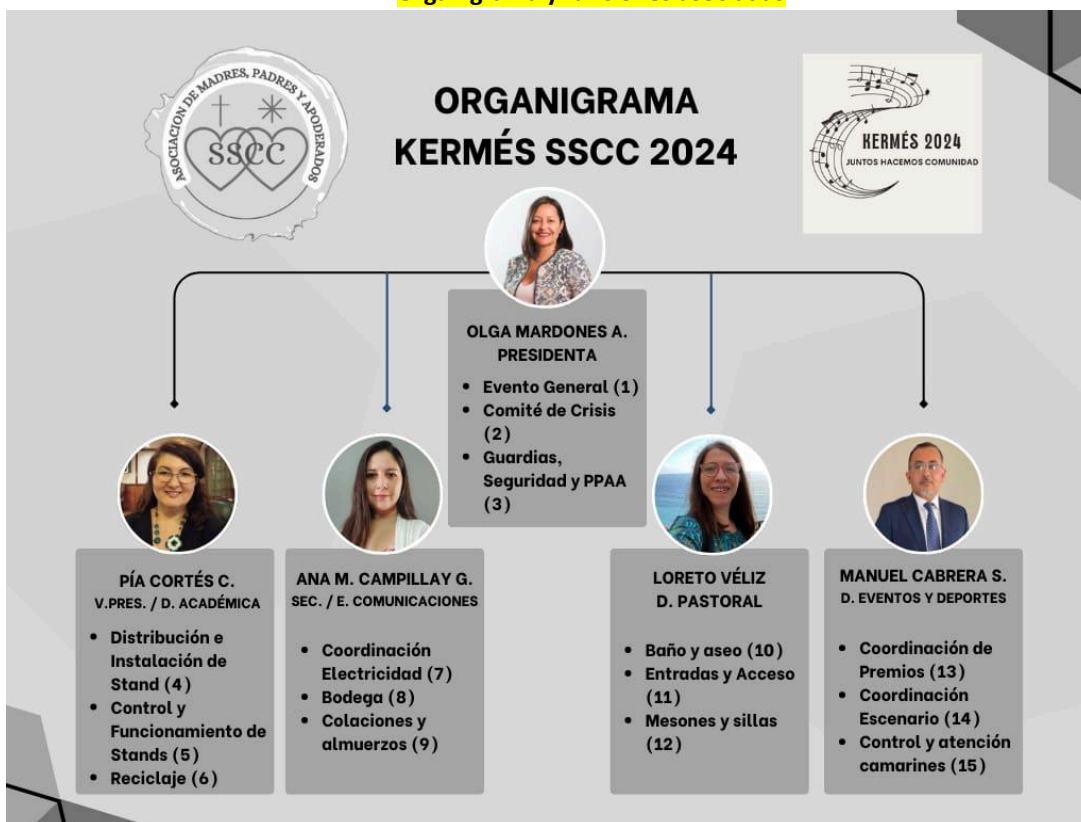 ASOCIACION DE MADRES, PADRES Y APODERADOS
SSCC
ORGANIGRAMA
KERMÉS SSCC 2024
KERMÉS 2024
JUNTOS HACEMOS COMUNIDAD
OLGA MARDONES A.
PRESIDENTA
• Evento General (1)
• Comité de Crisis
(2)
• Guardias,
Seguridad y PPAA
(3)
PÍA CORTÉS C.
V.PRES. / D. ACADÉMICA
• Distribución e
Instalación de
Stand (4)
• Control y
Funcionamiento de
Stands (5)
• Reciclaje (6)
ANA M. CAMPILLAY G.
SEC. / E. COMUNICACIONES
• Coordinación
Electricidad (7)
• Bodega (8)
• Colaciones y
almuerzos (9)
LORETO VÉLIZ
D. PASTORAL
• Baño y aseo (10)
• Entradas y Acceso
(11)
• Mesones y sillas
(12)
MANUEL CABRERA S.
D. EVENTOS Y DEPORTES
• Coordinación de
Premios (13)
• Coordinación
Escenario (14)
• Control y atención
camarines (15)